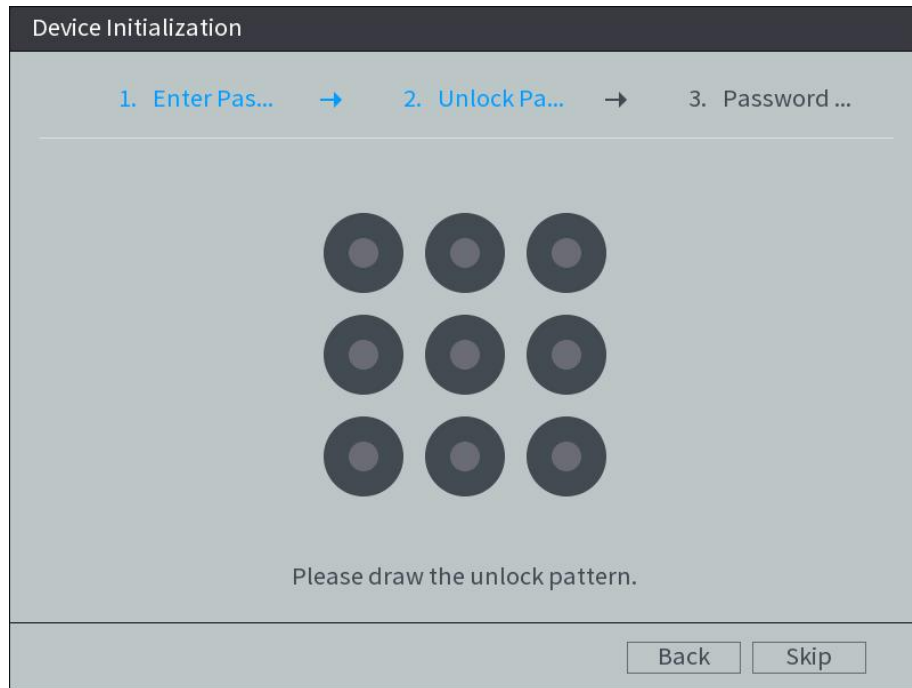 Device Initialization
1. Enter Pas... → 2. Unlock Pa... → 3. Password ...
Please draw the unlock pattern.
Back Skip